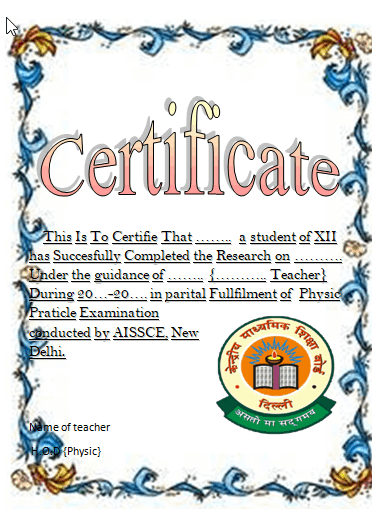 Certificate
This Is To Certifie That …….. a student of XII
has Succesfully Completed the Research on ……….
Under the guidance of ……. {……….. Teacher}
During 20…-20…. in parital Fullfilment of Physic
Praticle Examination
conducted by AISSCE, New
Delhi.
केन्द्रीय माध्यमिक शिक्षा बोर्ड
दिल्ली
असतो मा सद्गमय
Name of teacher
H.O.D {Physic}